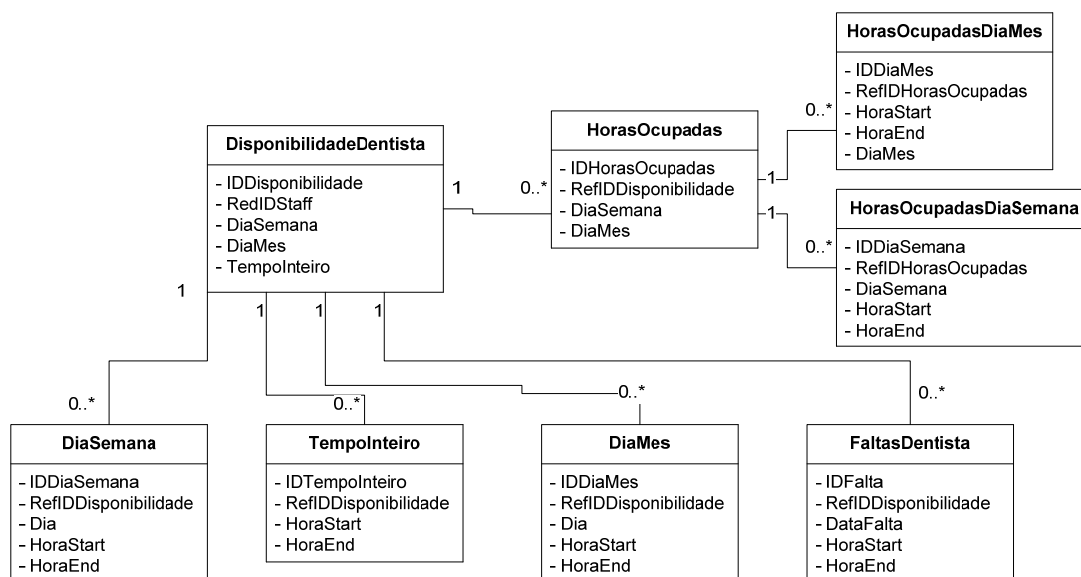 HorasOcupadasDiaMes
- IDDiaMes
- RefIDHorasOcupadas
- HoraStart
- HoraEnd
- DiaMes
0..*
1
HorasOcupadas
- IDHorasOcupadas
- RefIDDisponibilidade
- DiaSemana
- DiaMes
0..*
1
DisponibilidadeDentista
- IDDisponibilidade
- RedIDStaff
- DiaSemana
- DiaMes
- TempoInteiro
1
HorasOcupadasDiaSemana
- IDDiaSemana
- RefIDHorasOcupadas
- DiaSemana
- HoraStart
- HoraEnd
0..*
1
1
1
1
0..*
0..*
0..*
0..*
DiaSemana
- IDDiaSemana
- RefIDDisponibilidade
- Dia
- HoraStart
- HoraEnd
TempoInteiro
- IDTempoInteiro
- RefIDDisponibilidade
- HoraStart
- HoraEnd
DiaMes
- IDDiaMes
- RefIDDisponibilidade
- Dia
- HoraStart
- HoraEnd
FaltasDentista
- IDFalta
- RefIDDisponibilidade
- DataFalta
- HoraStart
- HoraEnd